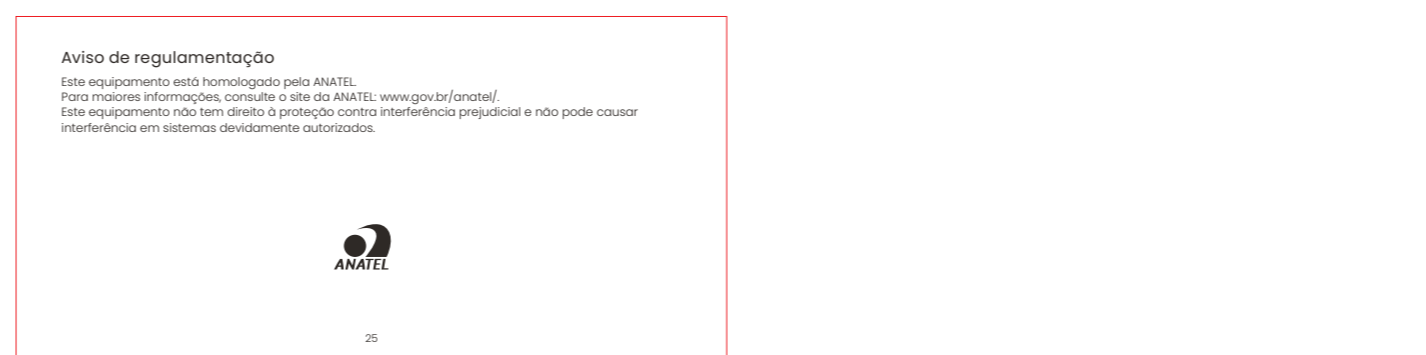 Aviso de regulamentação
Este equipamento está homologado pela ANATEL.
Para maiores informações, consulte o site da ANATEL: www.gov.br/anatel/.
Este equipamento não tem direito à proteção contra interferência prejudicial e não pode causar
interferência em sistemas devidamente autorizados.
ANATEL
25